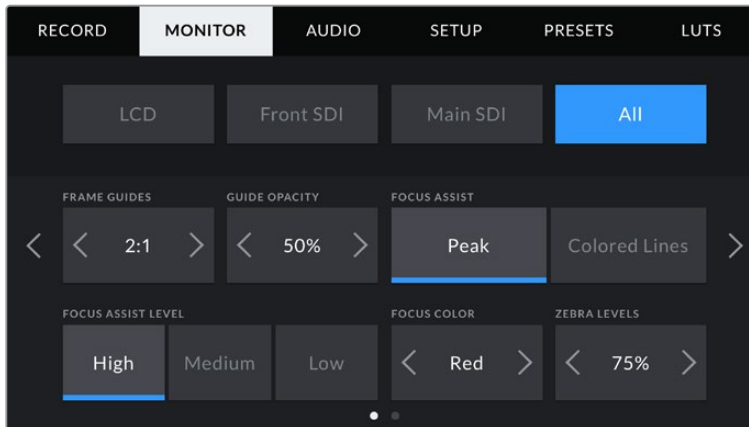 RECORD MONITOR AUDIO SETUP PRESETS LUTS
LCD Front SDI Main SDI All
FRAME GUIDES GUIDE OPACITY FOCUS ASSIST
2:1 50% Peak Colored Lines
FOCUS ASSIST LEVEL FOCUS COLOR ZEBRA LEVELS
High Medium Low Red 75%